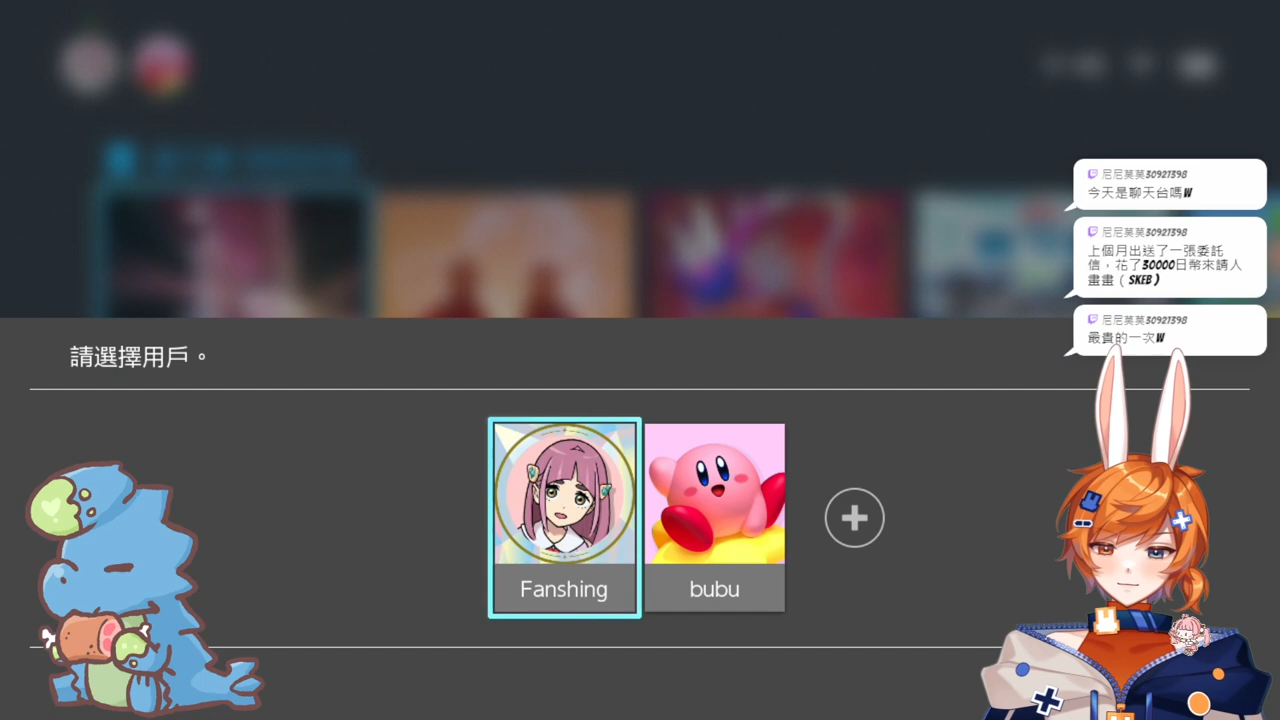 尼尼莫莫30927398
今天是聊天台嗎W
尼尼莫莫30927398
上個月出送了一張委託
信，花了30000日幣來請人
畫畫（SKEB）
尼尼莫莫30927398
最貴的一次W
請選擇用戶。
Fanshing
bubu